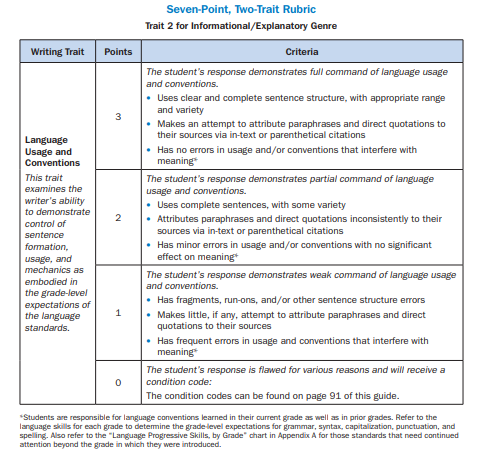 Seven-Point, Two-Trait Rubric
Trait 2 for Informational/Explanatory Genre
Writing Trait
Points
Criteria
Language
Usage and
Conventions
This trait
examines the
writer's ability
to demonstrate
control of
sentence
formation,
usage, and
mechanics as
embodied in
the grade-level
expectations of
the language
standards.
3
The student's response demonstrates full command of language usage
and conventions.
• Uses clear and complete sentence structure, with appropriate range
and variety
• Makes an attempt to attribute paraphrases and direct quotations to
their sources via in-text or parenthetical citations
• Has no errors in usage and/or conventions that interfere with
meaning*
2
The student's response demonstrates partial command of language
usage and conventions.
• Uses complete sentences, with some variety
• Attributes paraphrases and direct quotations inconsistently to their
sources via in-text or parenthetical citations
• Has minor errors in usage and/or conventions with no significant
effect on meaning*
1
The student's response demonstrates weak command of language usage
and conventions.
• Has fragments, run-ons, and/or other sentence structure errors
• Makes little, if any, attempt to attribute paraphrases and direct
quotations to their sources
• Has frequent errors in usage and conventions that interfere with
meaning*
0
The student's response is flawed for various reasons and will receive a
condition code:
The condition codes can be found on page 91 of this guide.
*Students are responsible for language conventions learned in their current grade as well as in prior grades. Refer to the
language skills for each grade to determine the grade-level expectations for grammar, syntax, capitalization, punctuation, and
spelling. Also refer to the "Language Progressive Skills, by Grade" chart in Appendix A for those standards that need continued
attention beyond the grade in which they were introduced.